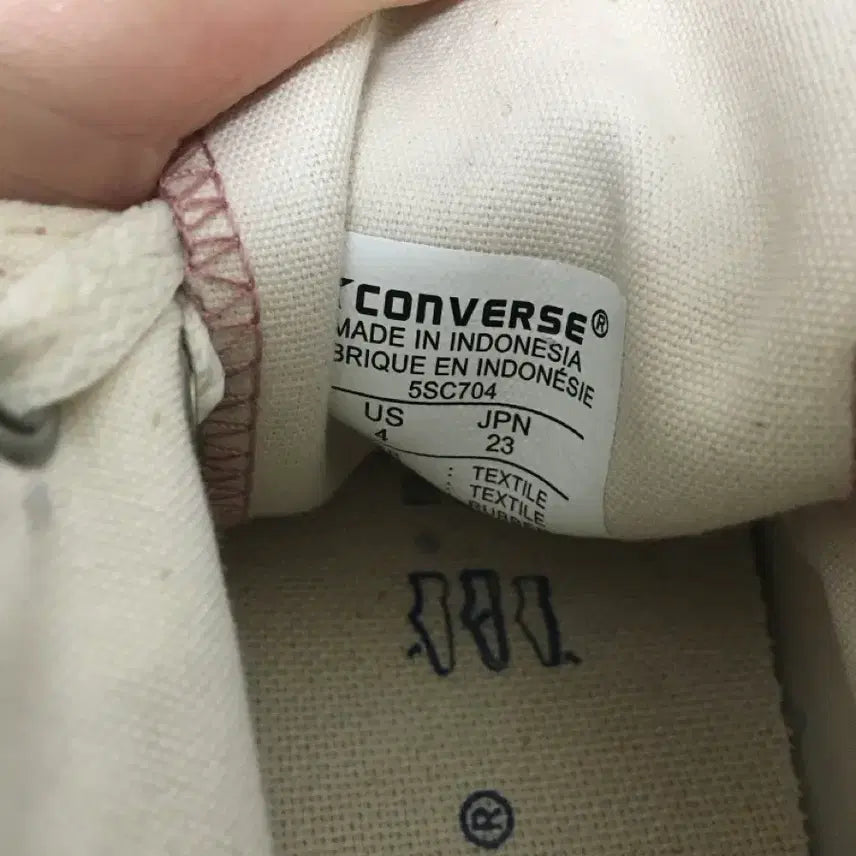 CONVERSE®
MADE IN INDONESIA
BRIQUE EN INDONÉSIE
5SC704
US JPN
4 23
: TEXTILE
: TEXTILE
®